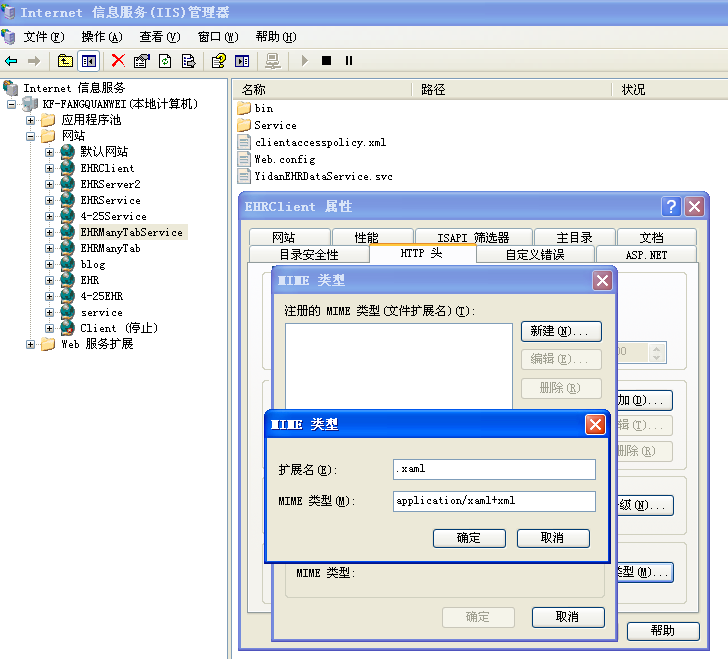 Internet 信息服务(IIS)管理器
文件(F) 操作(A) 查看(V) 窗口(W) 帮助(H)
Internet 信息服务
KF-FANGQUANWEI(本地计算机)
应用程序池
网站
默认网站
EHRClient
EHRServer2
EHRService
4-25Service
EHRManyTabService
EHRManyTab
blog
EHR
4-25EHR
service
Client (停止)
Web 服务扩展
名称 路径 状况
bin
Service
clientaccesspolicy.xml
Web.config
YidanEHRDataService.svc
EHRClient 属性
网站 性能 ISAPI 筛选器 主目录 文档
目录安全性 HTTP 头 自定义错误 ASP.NET
MIME 类型
注册的 MIME 类型(文件扩展名)(T):
新建(N)...
编辑(E)...
删除(R)
00
加(D)...
辑(T)...
删除(R)
级(N)...
类型(M)...
MIME 类型
扩展名(E):
.xaml
MIME 类型(M):
application/xaml+xml
确定 取消
MIME 类型:
确定 取消
帮助